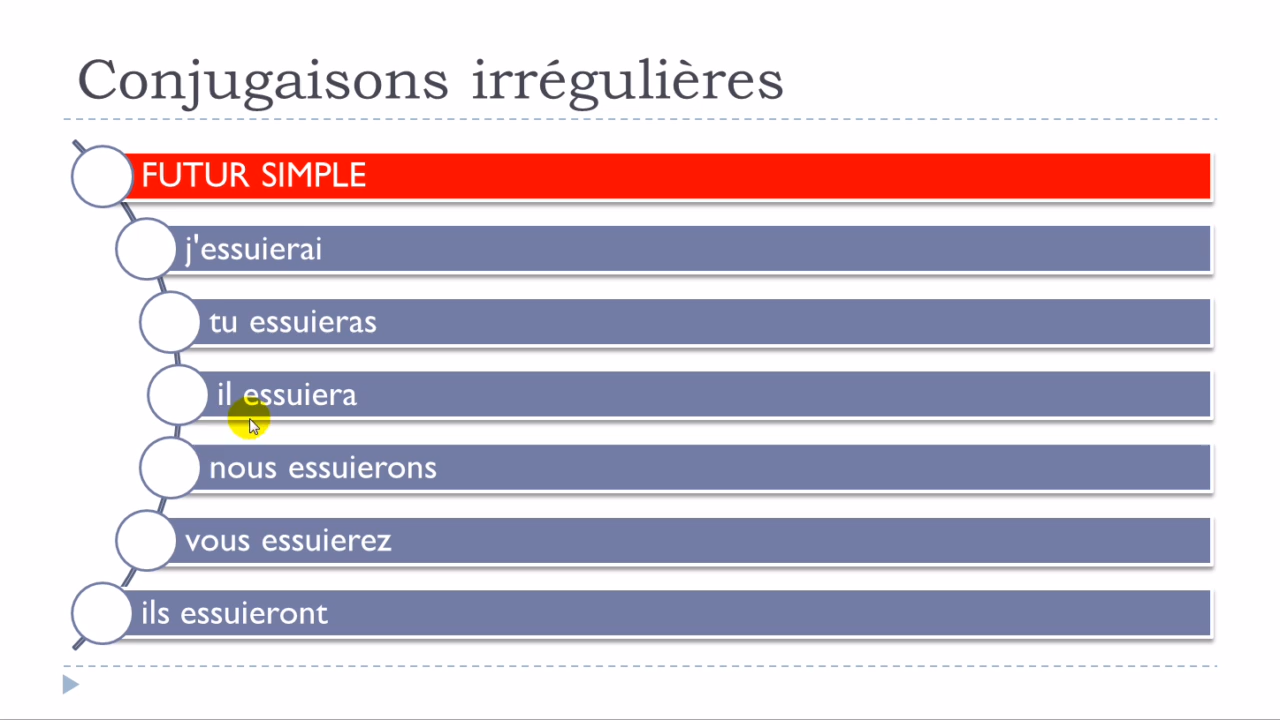 Conjugaisons irrégulières
FUTUR SIMPLE
j'essuierai
tu essuieras
il essuiera
nous essuierons
vous essuierez
ils essuieront